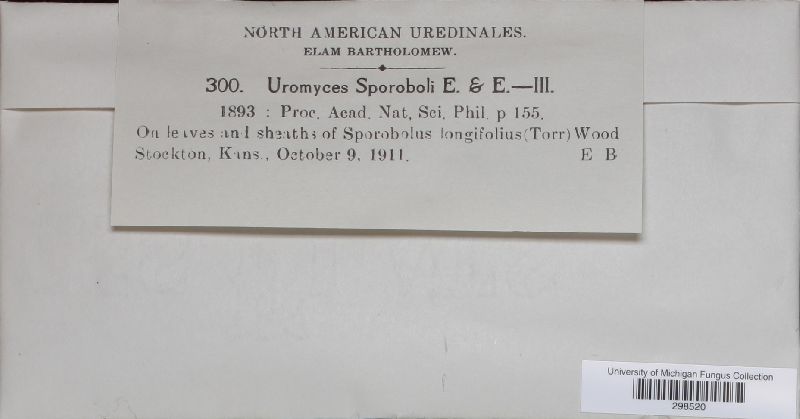 NORTH AMERICAN UREDINALES.
ELAM BARTHOLOMEW.
300. Uromyces Sporoboli E. & E.—III.
1893 : Proc. Acad. Nat. Sci. Phil. p 155.
On leaves and sheaths of Sporobolus longifolius (Torr) Wood
Stockton, Kans., October 9, 1911. E B
University of Michigan Fungus Collection
298520